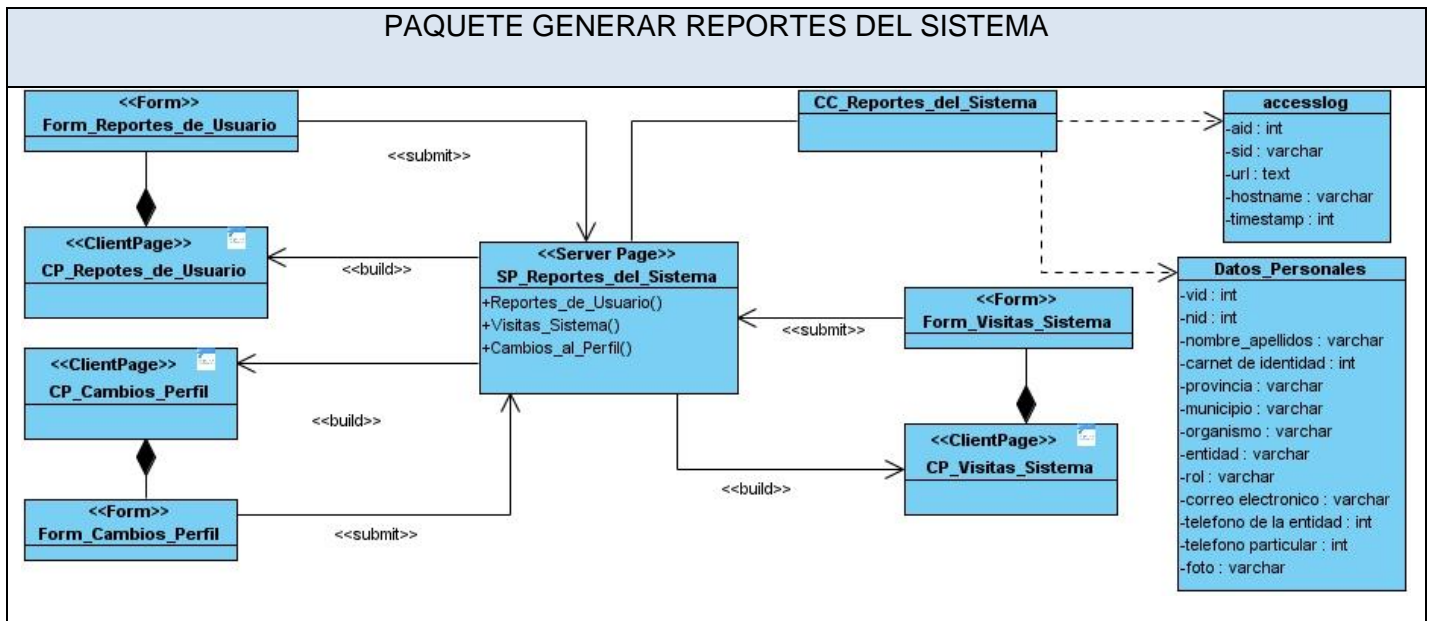 PAQUETE GENERAR REPORTES DEL SISTEMA
<<Form>>
Form_Reportes_de_Usuario
<<submit>>
CC_Reportes_del_Sistema
accesslog
-aid : int
-sid : varchar
-url : text
-hostname : varchar
-timestamp : int
<<ClientPage>>
CP_Repotes_de_Usuario
<<build>>
<<Server Page>>
SP_Reportes_del_Sistema
+Reportes_de_Usuario()
+Visitas_Sistema()
+Cambios_al_Perfil()
<<submit>>
<<Form>>
Form_Visitas_Sistema
Datos_Personales
-vid : int
-nid : int
-nombre_apellidos : varchar
-carnet de identidad : int
-provincia : varchar
-municipio : varchar
-organismo : varchar
-entidad : varchar
-rol : varchar
-correo electronico : varchar
-telefono de la entidad : int
-telefono particular : int
-foto : varchar
<<ClientPage>>
CP_Cambios_Perfil
<<build>>
<<ClientPage>>
CP_Visitas_Sistema
<<build>>
<<Form>>
Form_Cambios_Perfil
<<submit>>